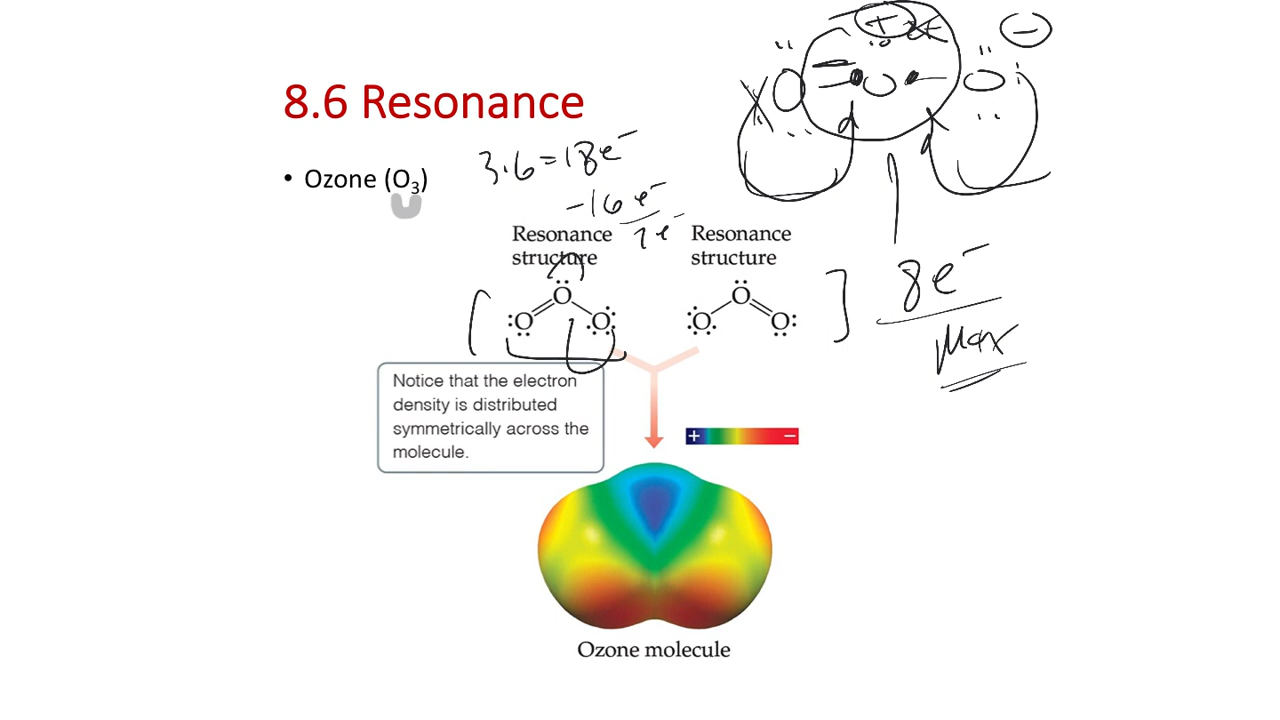 8.6 Resonance
• Ozone (O3)
3·6=18e⁻
-16e⁻
2e⁻
Resonance structure
Resonance structure
O O O
O O O
8e⁻
Max
+
−
O O O
Notice that the electron
density is distributed
symmetrically across the
molecule.
+ −
Ozone molecule